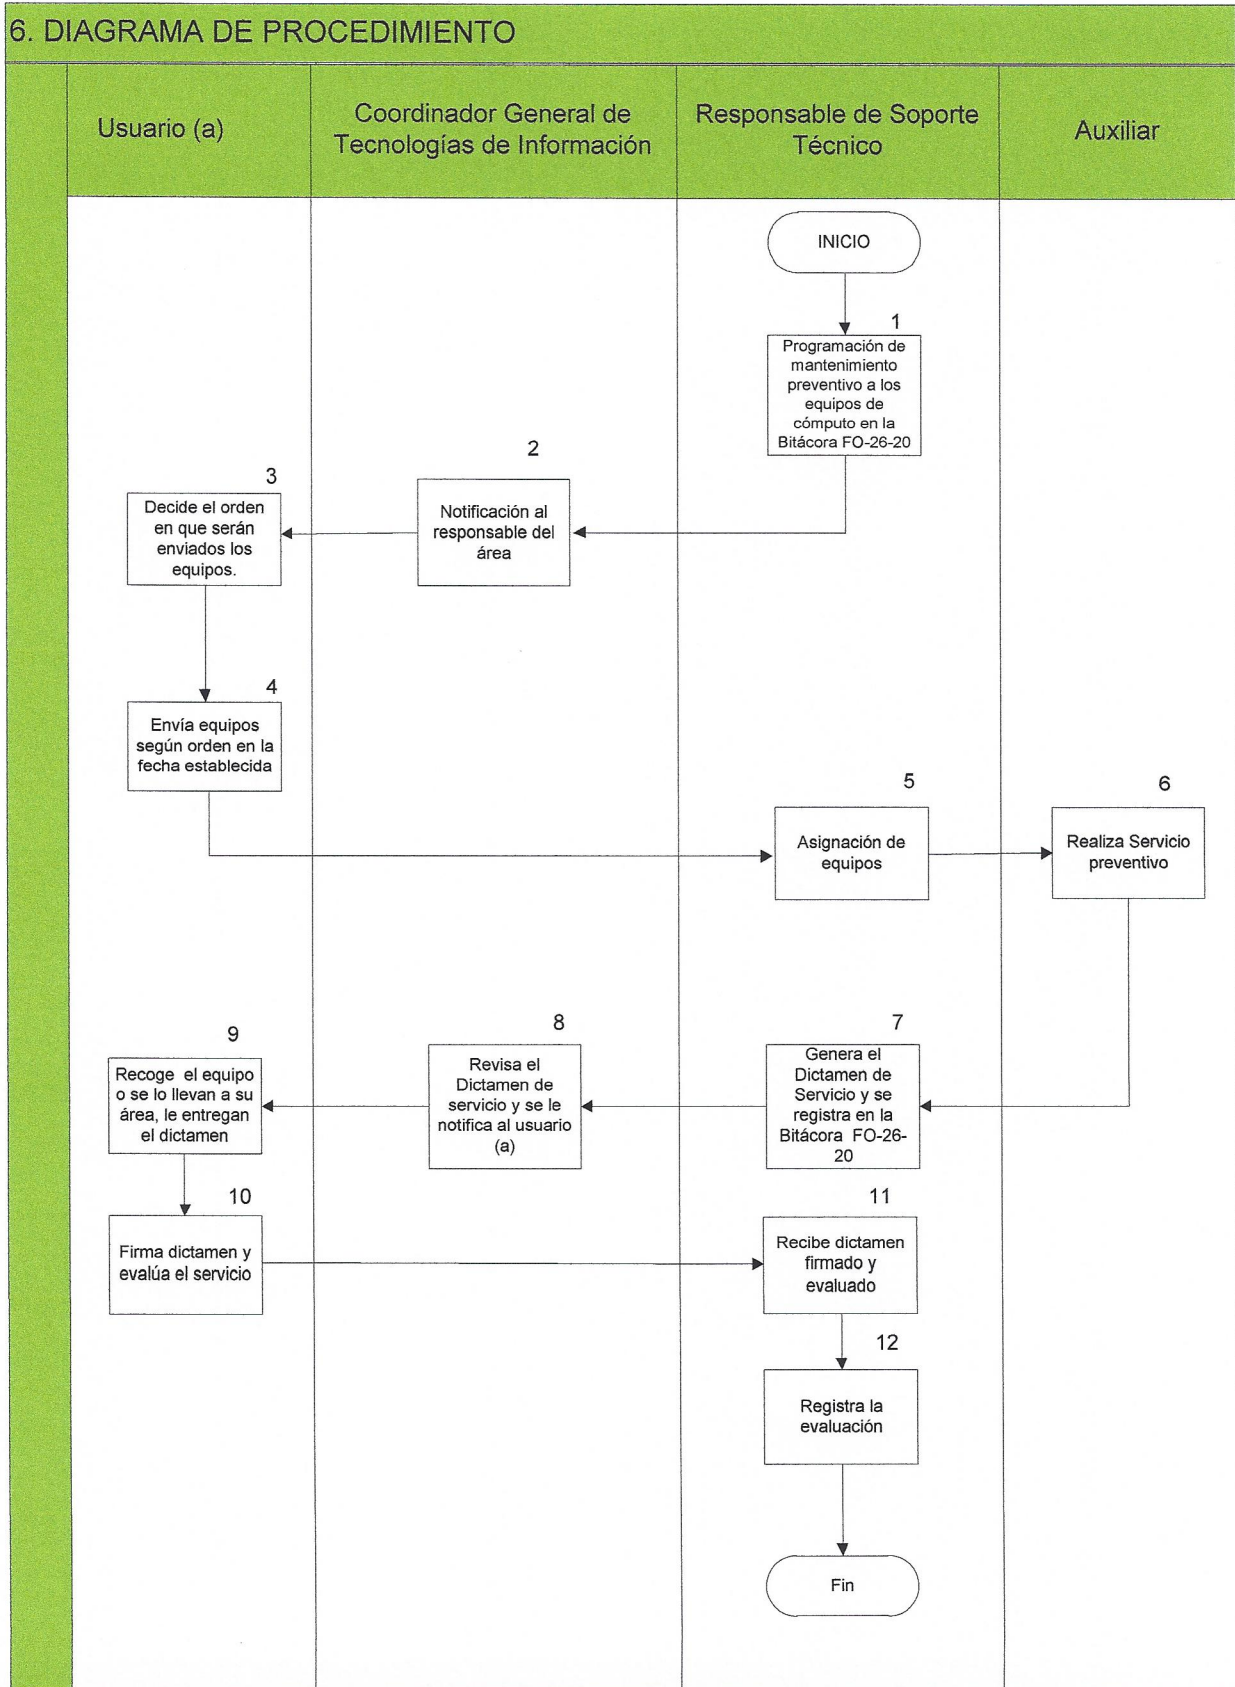 6. DIAGRAMA DE PROCEDIMIENTO
Usuario (a)
Coordinador General de
Tecnologías de Información
Responsable de Soporte
Técnico
Auxiliar
INICIO
1
Programación de
mantenimiento
preventivo a los
equipos de
cómputo en la
Bitácora FO-26-20
2
Notificación al
responsable del
área
3
Decide el orden
en que serán
enviados los
equipos.
4
Envía equipos
según orden en la
fecha establecida
5
Asignación de
equipos
6
Realiza Servicio
preventivo
7
Genera el
Dictamen de
Servicio y se
registra en la
Bitácora FO-26-
20
8
Revisa el
Dictamen de
servicio y se le
notifica al usuario
(a)
9
Recoge el equipo
o se lo llevan a su
área, le entregan
el dictamen
10
Firma dictamen y
evalúa el servicio
11
Recibe dictamen
firmado y
evaluado
12
Registra la
evaluación
Fin